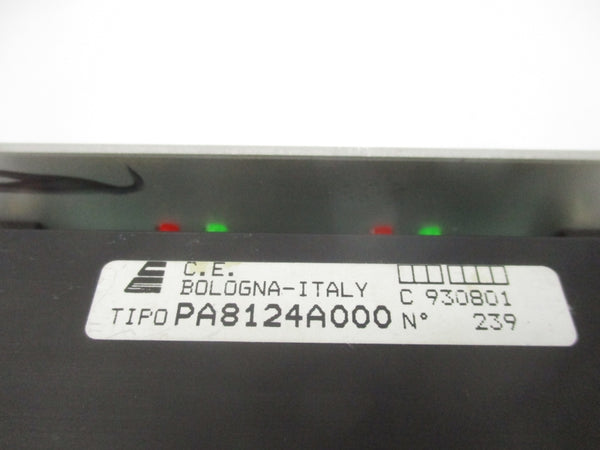 C.E.
BOLOGNA-ITALY
C 930801
TIPO PA8124A000 N° 239